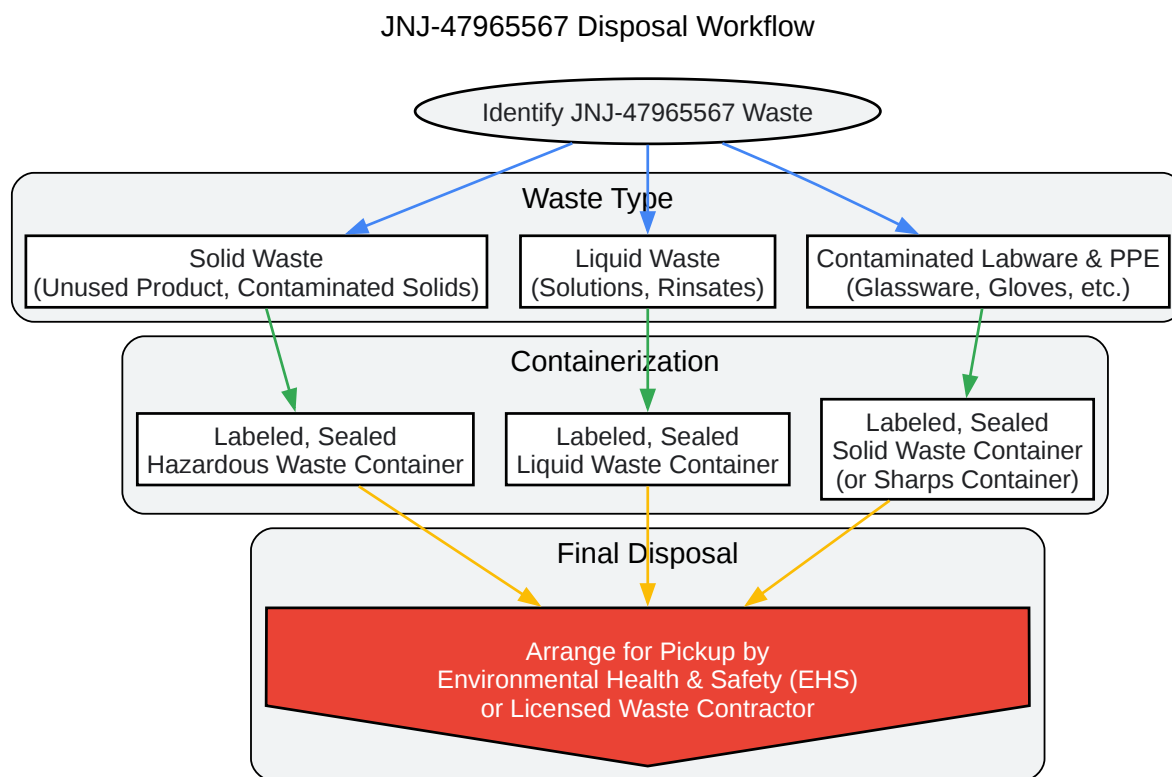 JNJ-47965567 Disposal Workflow
Identify JNJ-47965567 Waste
Waste Type
Solid Waste
(Unused Product, Contaminated Solids)
Liquid Waste
(Solutions, Rinsates)
Contaminated Labware & PPE
(Glassware, Gloves, etc.)
Containerization
Labeled, Sealed
Hazardous Waste Container
Labeled, Sealed
Liquid Waste Container
Labeled, Sealed
Solid Waste Container
(or Sharps Container)
Final Disposal
Arrange for Pickup by
Environmental Health & Safety (EHS)
or Licensed Waste Contractor